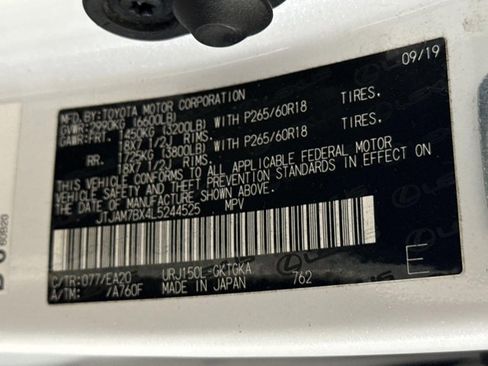 MFD. BY: TOYOTA MOTOR CORPORATION 09/19
GVWR: 2990KG (6600LB)
GAWR: FRT. 1450KG (3200LB) WITH P265/60R18 TIRES,
18X7 1/2J RIMS,
RR. 1725KG (3800LB) WITH P265/60R18 TIRES,
18X7 1/2J RIMS,
THIS VEHICLE CONFORMS TO ALL APPLICABLE FEDERAL MOTOR
VEHICLE SAFETY AND THEFT PREVENTION STANDARDS IN EFFECT ON
THE DATE OF MANUFACTURE SHOWN ABOVE.
JTJAM7BX4L5244525 MPV
C/TR: 077/EA20 URJ150L-GKTGKA
A/TM: /A760F MADE IN JAPAN 762
E
60B20